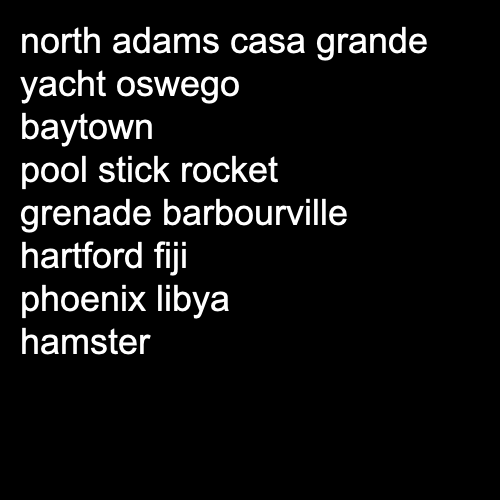 north adams casa grande
yacht oswego
baytown
pool stick rocket
grenade barbourville
hartford fiji
phoenix libya
hamster